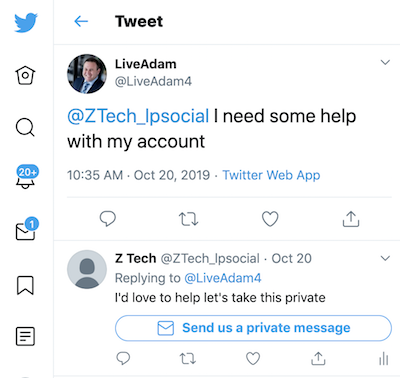 Tweet
LiveAdam
@LiveAdam4
@ZTech_lpsocial I need some help
with my account
10:35 AM · Oct 20, 2019 · Twitter Web App
20+
1
Z Tech @ZTech_lpsocial · Oct 20
Replying to @LiveAdam4
I'd love to help let's take this private
Send us a private message